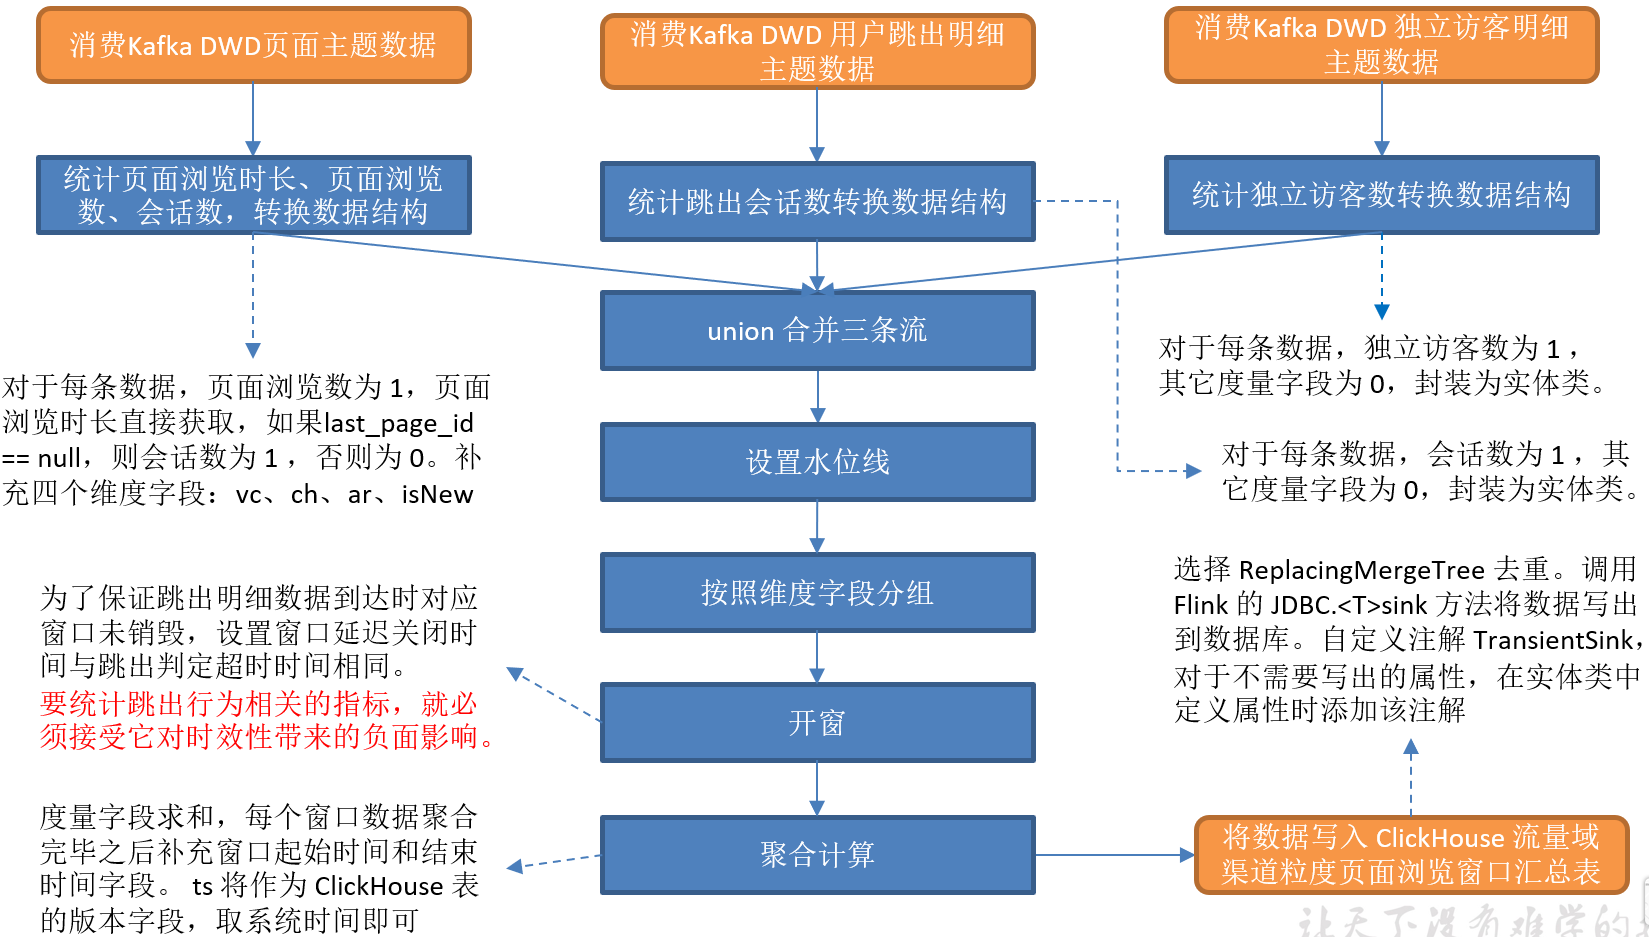 消费Kafka DWD页面主题数据
消费Kafka DWD 用户跳出明细
主题数据
消费Kafka DWD 独立访客明细
主题数据
统计页面浏览时长、页面浏览
数、会话数，转换数据结构
统计跳出会话数转换数据结构
统计独立访客数转换数据结构
union 合并三条流
对于每条数据，页面浏览数为 1，页面
浏览时长直接获取，如果last_page_id
== null，则会话数为 1 ，否则为 0。补
充四个维度字段：vc、ch、ar、isNew
对于每条数据，独立访客数为 1 ，
其它度量字段为 0，封装为实体类。
设置水位线
对于每条数据，会话数为 1 ，其
它度量字段为 0，封装为实体类。
按照维度字段分组
为了保证跳出明细数据到达时对应
窗口未销毁，设置窗口延迟关闭时
间与跳出判定超时时间相同。
要统计跳出行为相关的指标，就必
须接受它对时效性带来的负面影响。
开窗
选择 ReplacingMergeTree 去重。调用
Flink 的 JDBC.<T>sink 方法将数据写出
到数据库。自定义注解 TransientSink，
对于不需要写出的属性，在实体类中
定义属性时添加该注解
度量字段求和，每个窗口数据聚合
完毕之后补充窗口起始时间和结束
时间字段。 ts 将作为 ClickHouse 表
的版本字段，取系统时间即可
聚合计算
将数据写入 ClickHouse 流量域
渠道粒度页面浏览窗口汇总表
让天下没有难学的